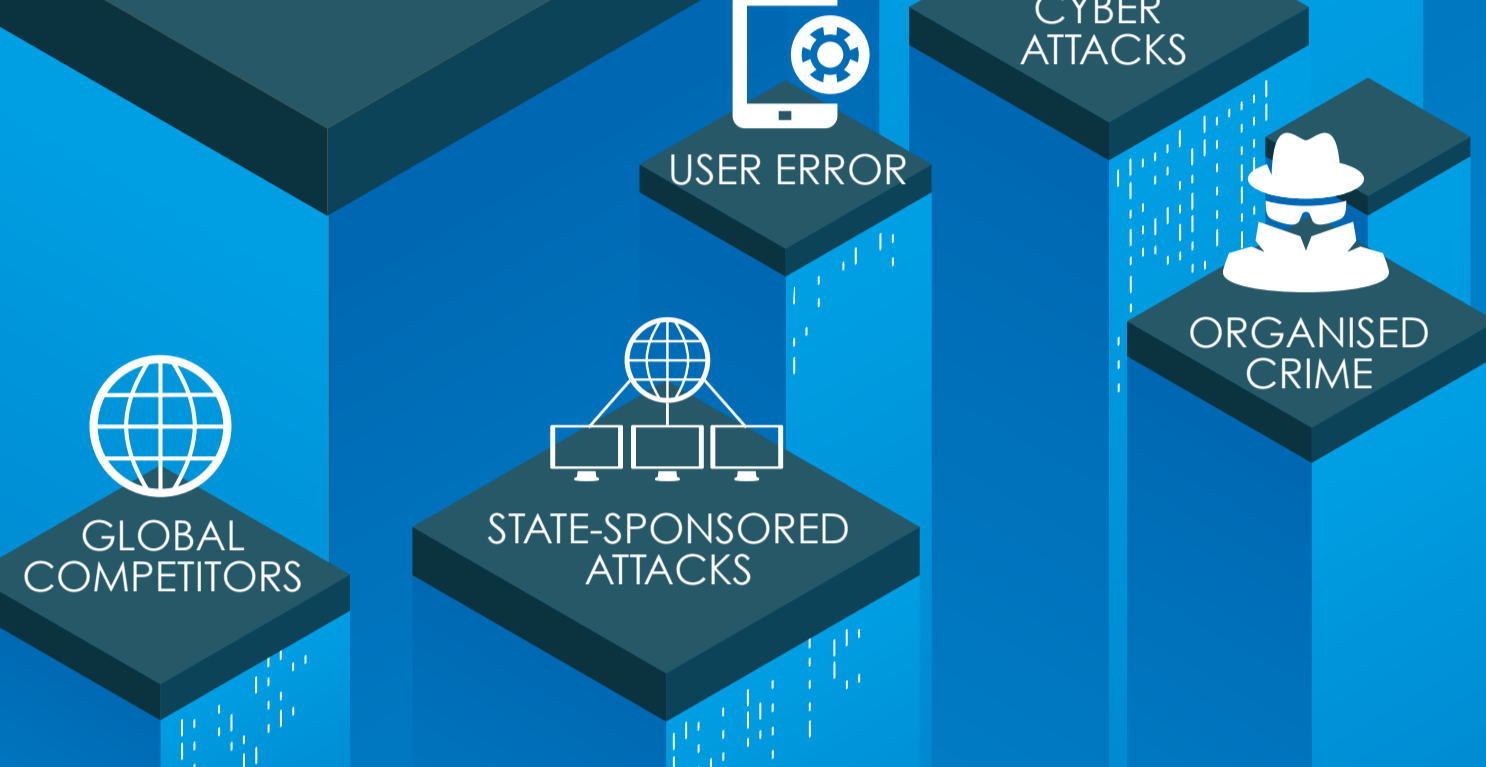 CYBER
ATTACKS
USER ERROR
ORGANISED
CRIME
GLOBAL
COMPETITORS
STATE-SPONSORED
ATTACKS